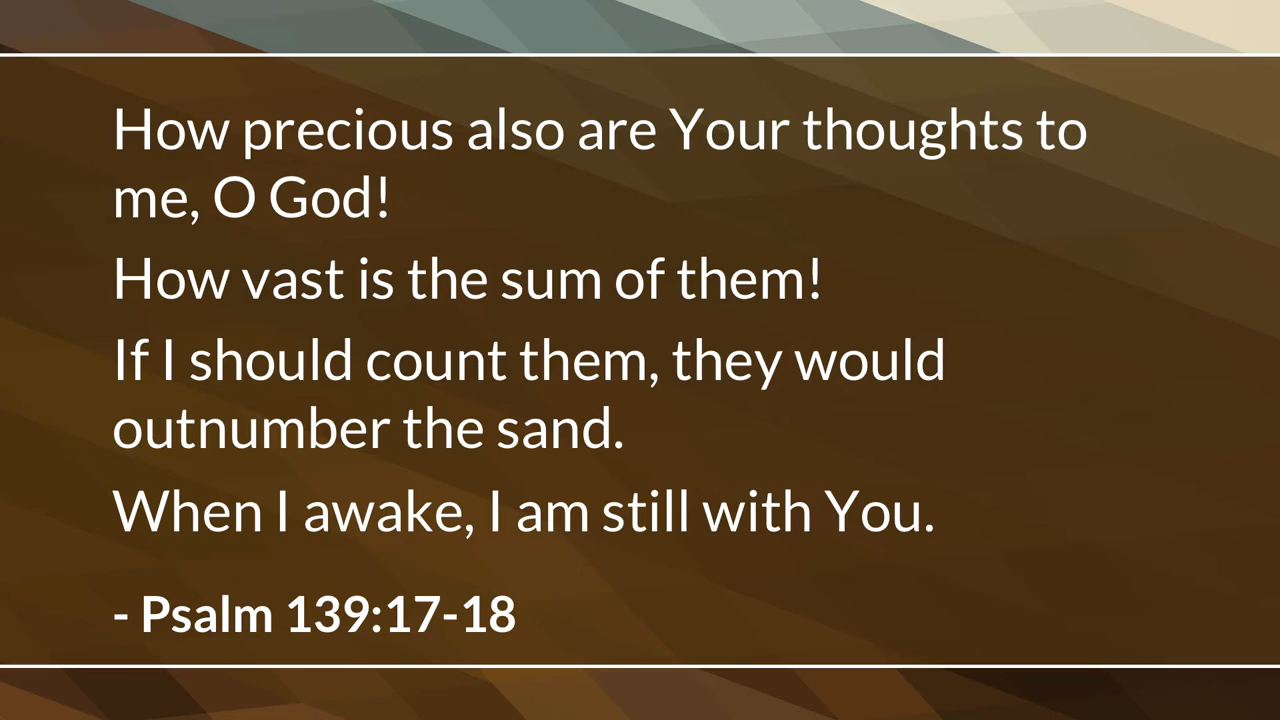 How precious also are Your thoughts to
me, O God!
How vast is the sum of them!
If I should count them, they would
outnumber the sand.
When I awake, I am still with You.
- Psalm 139:17-18